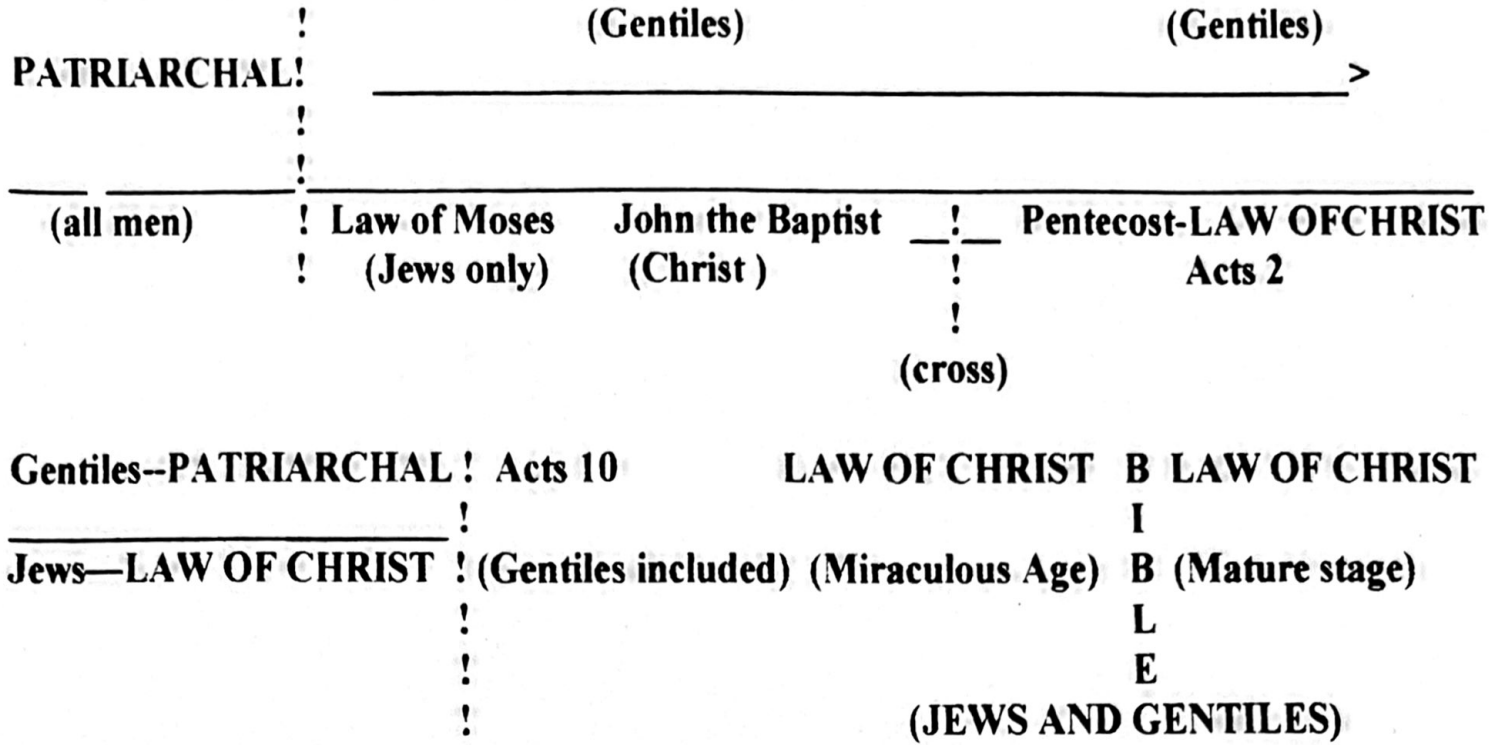 ! (Gentiles) (Gentiles)
PATRIARCHAL! >
!
!
(all men) ! Law of Moses John the Baptist __!__ Pentecost-LAW OFCHRIST
! (Jews only) (Christ ) ! Acts 2
!
(cross)
Gentiles--PATRIARCHAL ! Acts 10 LAW OF CHRIST B LAW OF CHRIST
! I
Jews—LAW OF CHRIST ! (Gentiles included) (Miraculous Age) B (Mature stage)
! L
! E
! (JEWS AND GENTILES)